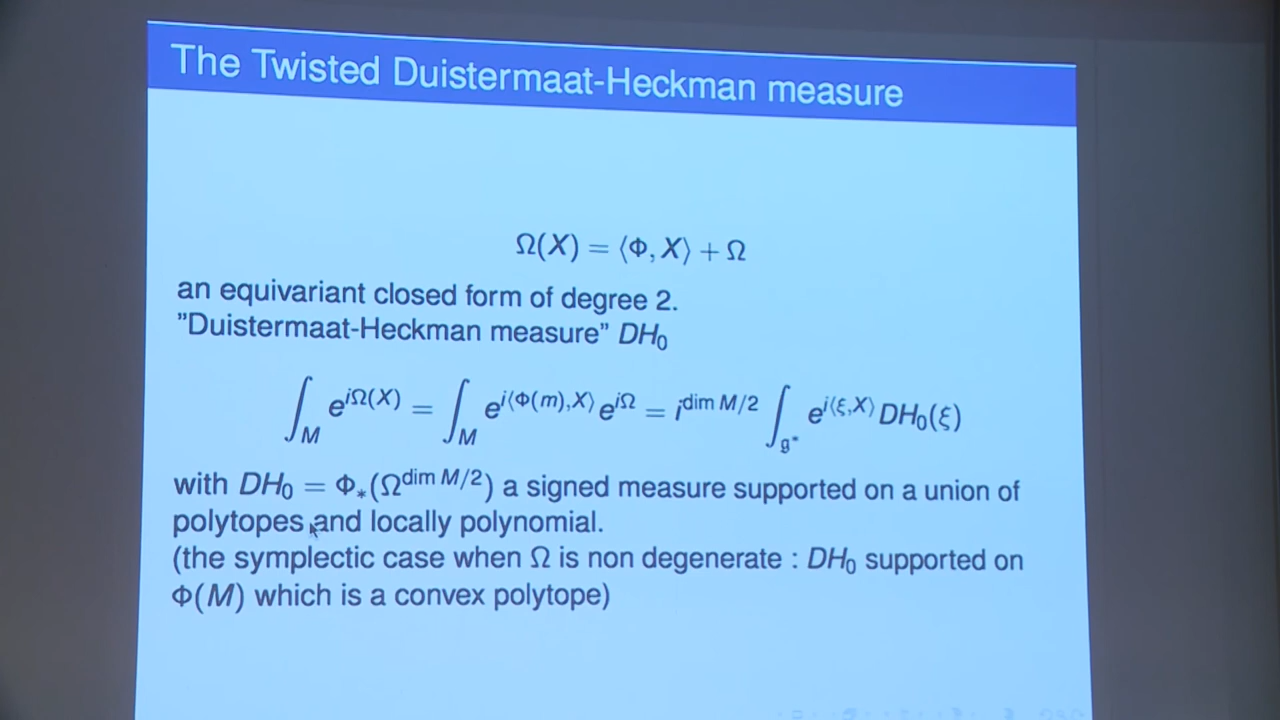 The Twisted Duistermaat-Heckman measure
Ω(X) = ⟨Φ, X⟩ + Ω
an equivariant closed form of degree 2.
"Duistermaat-Heckman measure" DH₀
∫_M e^{iΩ(X)} = ∫_M e^{i⟨Φ(m),X⟩} e^{iΩ} = i^{dim M/2} ∫_{g*} e^{i⟨ξ,X⟩} DH₀(ξ)
with DH₀ = Φ_*(Ω^{dim M/2}) a signed measure supported on a union of
polytopes and locally polynomial.
(the symplectic case when Ω is non degenerate : DH₀ supported on
Φ(M) which is a convex polytope)